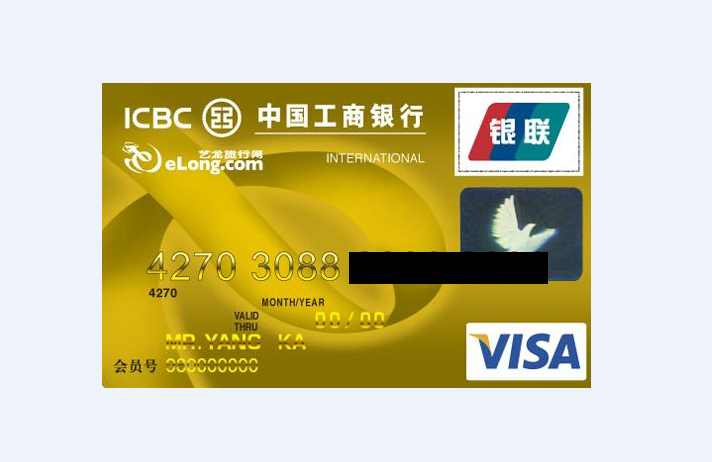 ICBC 中国工商银行
银联
艺龙旅行网
eLong.com
INTERNATIONAL
4270 3088
4270
MONTH/YEAR
VALID THRU 00/00
MR.YANG KA
会员号 000000000
VISA